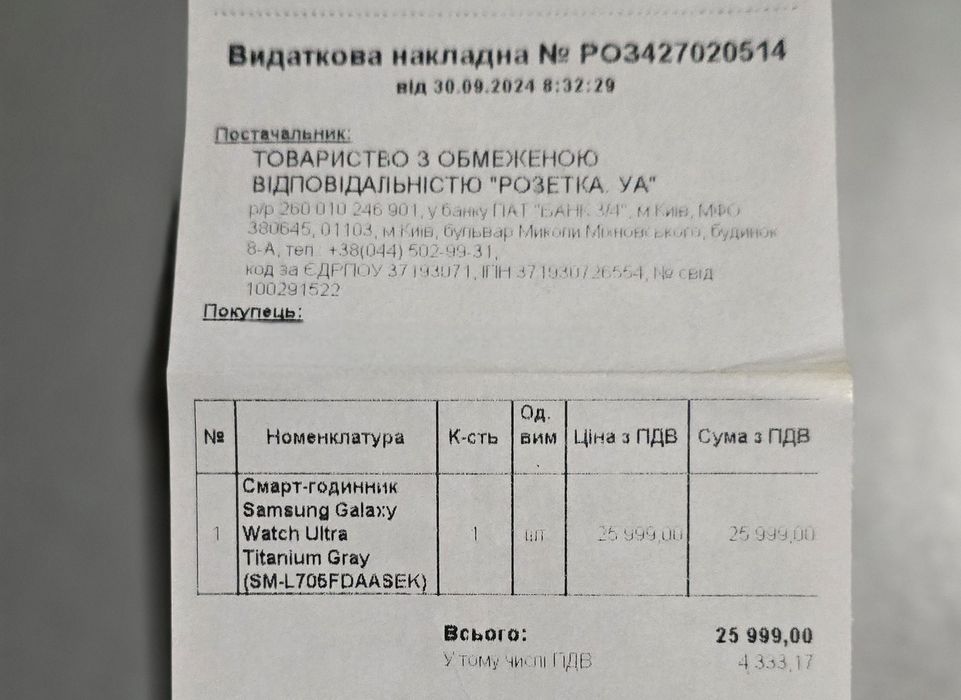 Видаткова накладна № РОЗ427020514
від 30.09.2024 8:32:29
Постачальник:
ТОВАРИСТВО З ОБМЕЖЕНОЮ
ВІДПОВІДАЛЬНІСТЮ "РОЗЕТКА. УА"
р/р 260 010 246 901, у банку ПАТ "БАНК 3/4", м.Київ, МФО
380645, 01103, м.Київ, бульвар Миколи Міхновського, будинок
8-А, тел.: +38(044) 502-99-31,
код за ЄДРПОУ 37193071, ІПН 371930726554, № свід.
100291522
Покупець:
№ Номенклатура К-сть Од. вим Ціна з ПДВ Сума з ПДВ
1 Смарт-годинник Samsung Galaxy Watch Ultra Titanium Gray (SM-L705FDAASEK) 1 шт 25 999,00 25 999,00
Всього: 25 999,00
У тому числі ПДВ 4 333,17